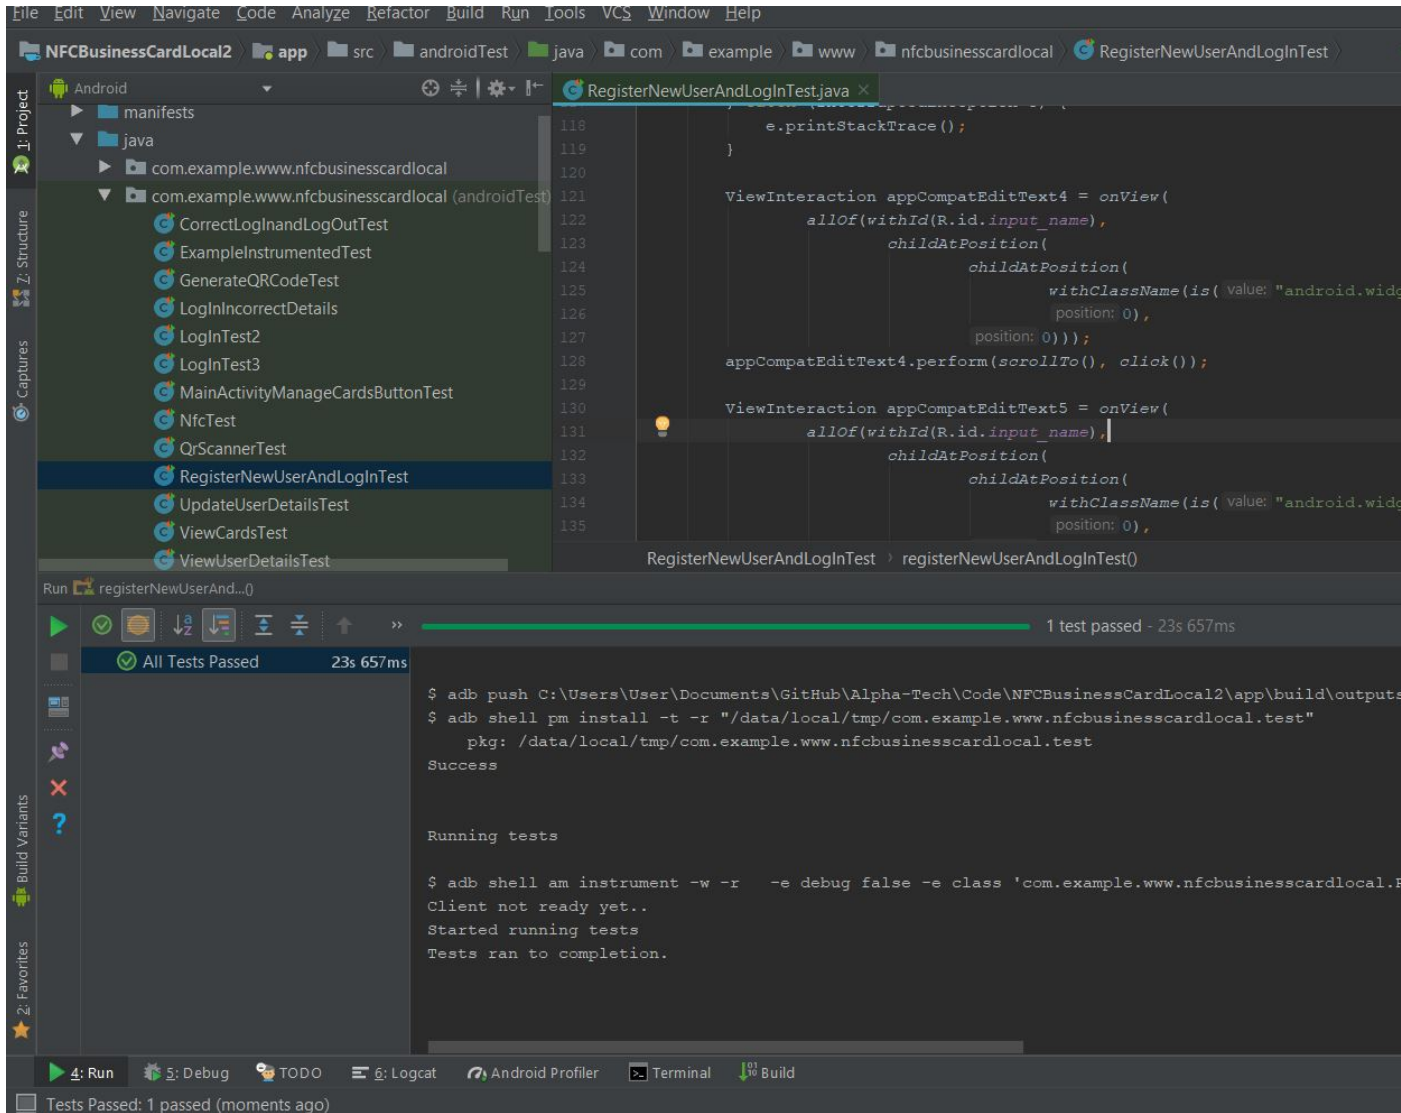 File Edit View Navigate Code Analyze Refactor Build Run Tools VCS Window Help
NFCBusinessCardLocal2 app src androidTest java com example www nfcbusinesscardlocal RegisterNewUserAndLogInTest
1: Project
7: Structure
Captures
Build Variants
2: Favorites
Android
manifests
java
com.example.www.nfcbusinesscardlocal
com.example.www.nfcbusinesscardlocal (androidTest)
CorrectLogInandLogOutTest
ExampleInstrumentedTest
GenerateQRCodeTest
LogInIncorrectDetails
LogInTest2
LogInTest3
MainActivityManageCardsButtonTest
NfcTest
QrScannerTest
RegisterNewUserAndLogInTest
UpdateUserDetailsTest
ViewCardsTest
ViewUserDetailsTest
RegisterNewUserAndLogInTest.java
118 e.printStackTrace();
119 }
120
121 ViewInteraction appCompatEditText4 = onView(
122 allOf(withId(R.id.input_name),
123 childAtPosition(
124 childAtPosition(
125 withClassName(is( value: "android.widg
126 position: 0),
127 position: 0)));
128 appCompatEditText4.perform(scrollTo(), click());
129
130 ViewInteraction appCompatEditText5 = onView(
131 allOf(withId(R.id.input_name),
132 childAtPosition(
133 childAtPosition(
134 withClassName(is( value: "android.widg
135 position: 0),
RegisterNewUserAndLogInTest › registerNewUserAndLogInTest()
Run registerNewUserAnd...()
1 test passed - 23s 657ms
All Tests Passed 23s 657ms
$ adb push C:\Users\User\Documents\GitHub\Alpha-Tech\Code\NFCBusinessCardLocal2\app\build\outputs
$ adb shell pm install -t -r "/data/local/tmp/com.example.www.nfcbusinesscardlocal.test"
pkg: /data/local/tmp/com.example.www.nfcbusinesscardlocal.test
Success
Running tests
$ adb shell am instrument -w -r -e debug false -e class 'com.example.www.nfcbusinesscardlocal.R
Client not ready yet..
Started running tests
Tests ran to completion.
4: Run 5: Debug TODO 6: Logcat Android Profiler Terminal Build
Tests Passed: 1 passed (moments ago)